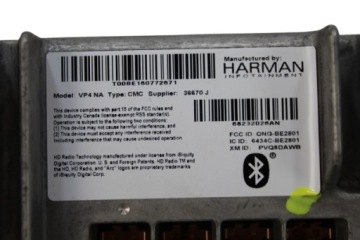 Manufactured by:
HARMAN
INFOTAINMENT
T00BE160772671
Model: VP4 NA Type: CMC Supplier: 36670 J
This device complies with part 15 of the FCC rules and
with Industry Canada license-exempt RSS standard(s).
Operation is subject to the following two conditions:
(1) This device may not cause harmful interference, and
(2) This device must accept any interference received,
including interference that may cause undesired operation.
68232026AN
FCC ID: ONQ-BE2801
IC ID: 6434C-BE2801
XM ID: PVQ8DAWB
HD Radio Technology manufactured under license from iBiquity
Digital Corp. U.S. and Foreign Patents. HD Radio TM and
the HD, HD Radio, and "Arc" logos are proprietary
trademarks of iBiquity Digital Corp.